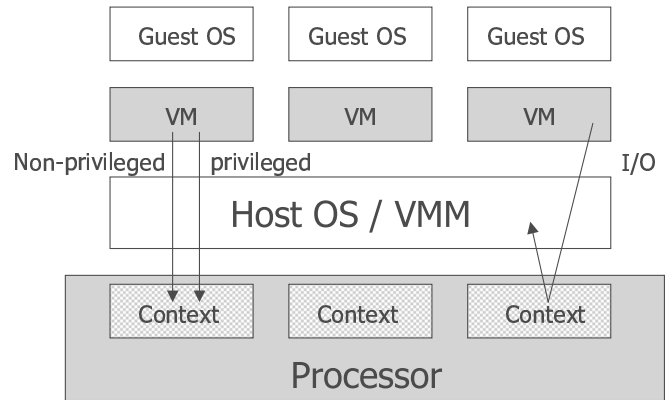 Guest OS
Guest OS
Guest OS
VM
VM
VM
Non-privileged
privileged
I/O
Host OS / VMM
Context
Context
Context
Processor